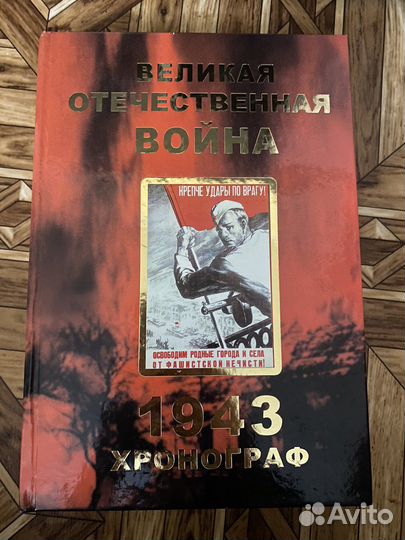 ВЕЛИКАЯ
ОТЕЧЕСТВЕННАЯ
ВОЙНА
КРЕПЧЕ УДАРЫ ПО ВРАГУ!
ОСВОБОДИМ РОДНЫЕ ГОРОДА И СЕЛА
ОТ ФАШИСТСКОЙ НЕЧИСТИ!
1943
ХРОНОГРАФ
Avito